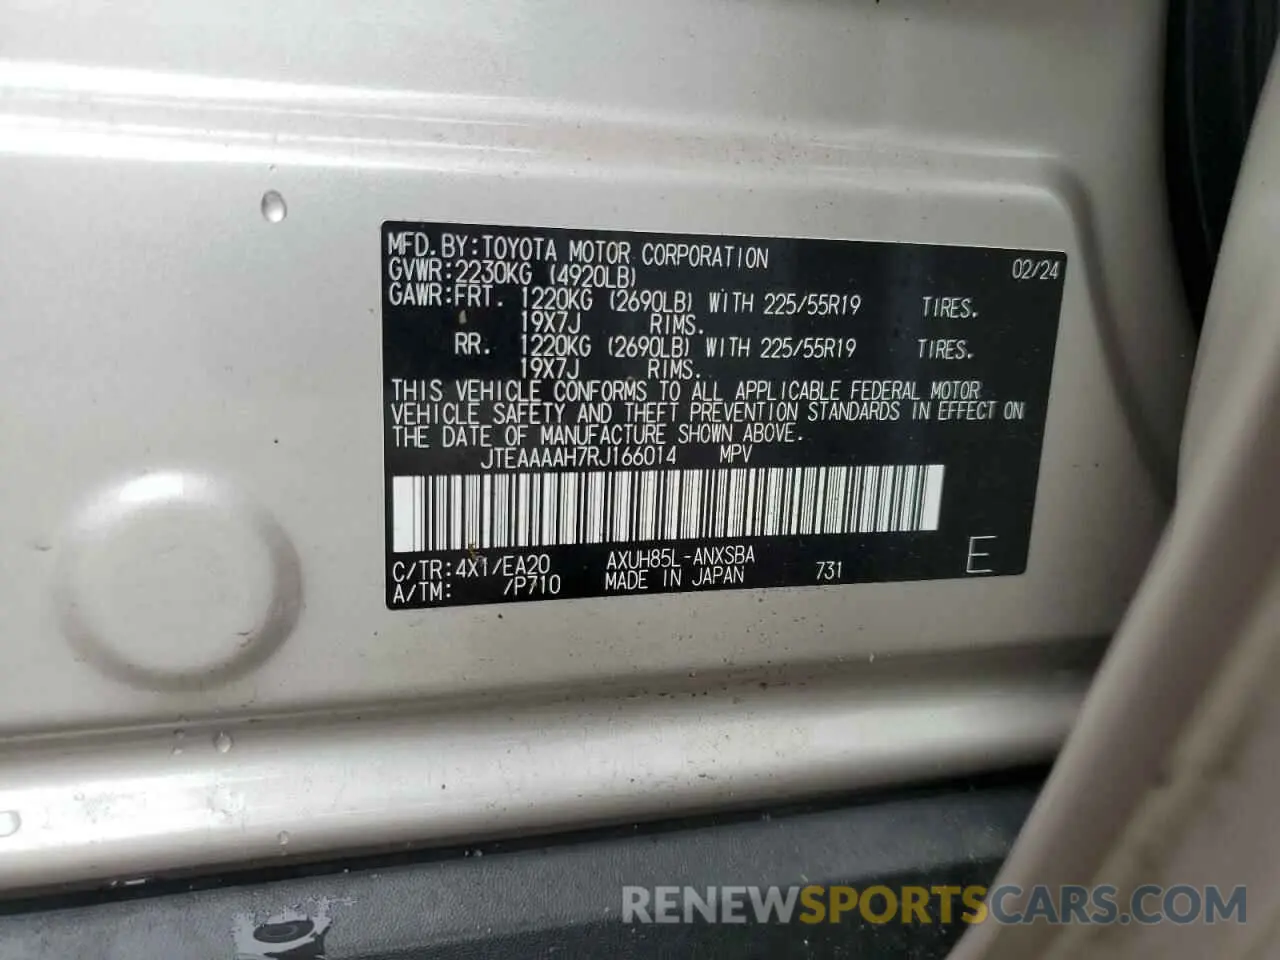 MFD.BY:TOYOTA MOTOR CORPORATION 02/24
GVWR:2230KG (4920LB)
GAWR:FRT. 1220KG (2690LB) WITH 225/55R19 TIRES.
19X7J RIMS.
RR. 1220KG (2690LB) WITH 225/55R19 TIRES.
19X7J RIMS.
THIS VEHICLE CONFORMS TO ALL APPLICABLE FEDERAL MOTOR
VEHICLE SAFETY AND THEFT PREVENTION STANDARDS IN EFFECT ON
THE DATE OF MANUFACTURE SHOWN ABOVE.
JTEAAAAH7RJ166014 MPV
C/TR:4X1/EA20 AXUH85L-ANXSBA
A/TM: /P710 MADE IN JAPAN 731 E
RENEWSPORTSCARS.COM